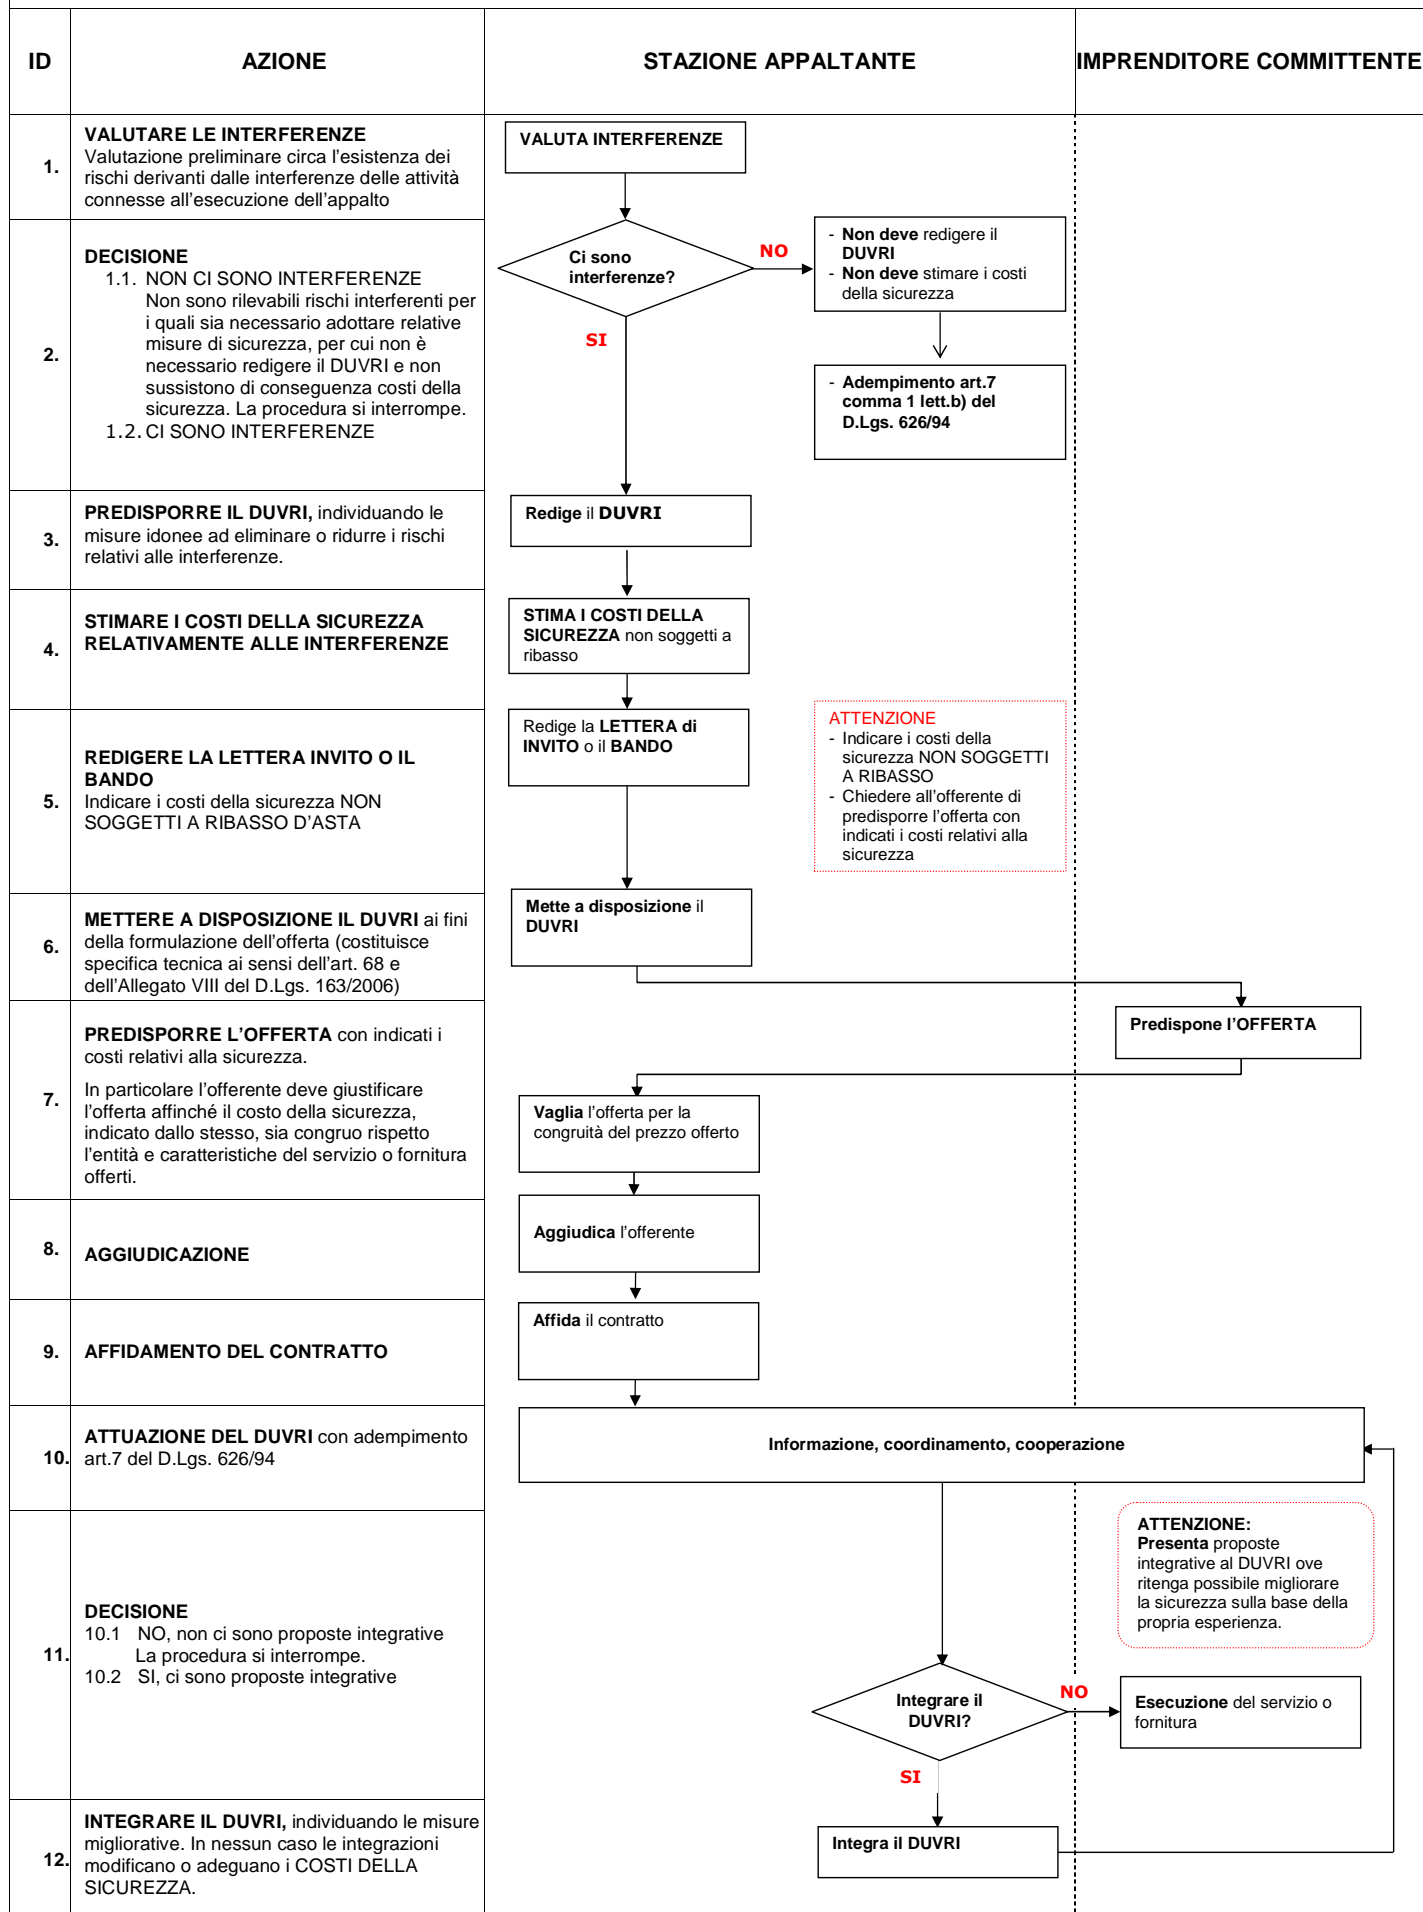 ID
AZIONE
STAZIONE APPALTANTE
IMPRENDITORE COMMITTENTE
1.
VALUTARE LE INTERFERENZE
Valutazione preliminare circa l'esistenza dei
rischi derivanti dalle interferenze delle attività
connesse all'esecuzione dell'appalto
VALUTA INTERFERENZE
2.
DECISIONE
1.1. NON CI SONO INTERFERENZE
Non sono rilevabili rischi interferenti per
i quali sia necessario adottare relative
misure di sicurezza, per cui non è
necessario redigere il DUVRI e non
sussistono di conseguenza costi della
sicurezza. La procedura si interrompe.
1.2. CI SONO INTERFERENZE
Ci sono
interferenze?
NO
SI
- Non deve redigere il
DUVRI
- Non deve stimare i costi
della sicurezza
- Adempimento art.7
comma 1 lett.b) del
D.Lgs. 626/94
3.
PREDISPORRE IL DUVRI, individuando le
misure idonee ad eliminare o ridurre i rischi
relativi alle interferenze.
Redige il DUVRI
4.
STIMARE I COSTI DELLA SICUREZZA
RELATIVAMENTE ALLE INTERFERENZE
STIMA I COSTI DELLA
SICUREZZA non soggetti a
ribasso
5.
REDIGERE LA LETTERA INVITO O IL
BANDO
Indicare i costi della sicurezza NON
SOGGETTI A RIBASSO D'ASTA
Redige la LETTERA di
INVITO o il BANDO
ATTENZIONE
- Indicare i costi della
sicurezza NON SOGGETTI
A RIBASSO
- Chiedere all'offerente di
predisporre l'offerta con
indicati i costi relativi alla
sicurezza
6.
METTERE A DISPOSIZIONE IL DUVRI ai fini
della formulazione dell'offerta (costituisce
specifica tecnica ai sensi dell'art. 68 e
dell'Allegato VIII del D.Lgs. 163/2006)
Mette a disposizione il
DUVRI
7.
PREDISPORRE L'OFFERTA con indicati i
costi relativi alla sicurezza.
In particolare l'offerente deve giustificare
l'offerta affinché il costo della sicurezza,
indicato dallo stesso, sia congruo rispetto
l'entità e caratteristiche del servizio o fornitura
offerti.
Predispone l'OFFERTA
Vaglia l'offerta per la
congruità del prezzo offerto
8.
AGGIUDICAZIONE
Aggiudica l'offerente
9.
AFFIDAMENTO DEL CONTRATTO
Affida il contratto
10.
ATTUAZIONE DEL DUVRI con adempimento
art.7 del D.Lgs. 626/94
Informazione, coordinamento, cooperazione
11.
DECISIONE
10.1 NO, non ci sono proposte integrative
La procedura si interrompe.
10.2 SI, ci sono proposte integrative
ATTENZIONE:
Presenta proposte
integrative al DUVRI ove
ritenga possibile migliorare
la sicurezza sulla base della
propria esperienza.
Integrare il
DUVRI?
NO
SI
Esecuzione del servizio o
fornitura
12.
INTEGRARE IL DUVRI, individuando le misure
migliorative. In nessun caso le integrazioni
modificano o adeguano i COSTI DELLA
SICUREZZA.
Integra il DUVRI